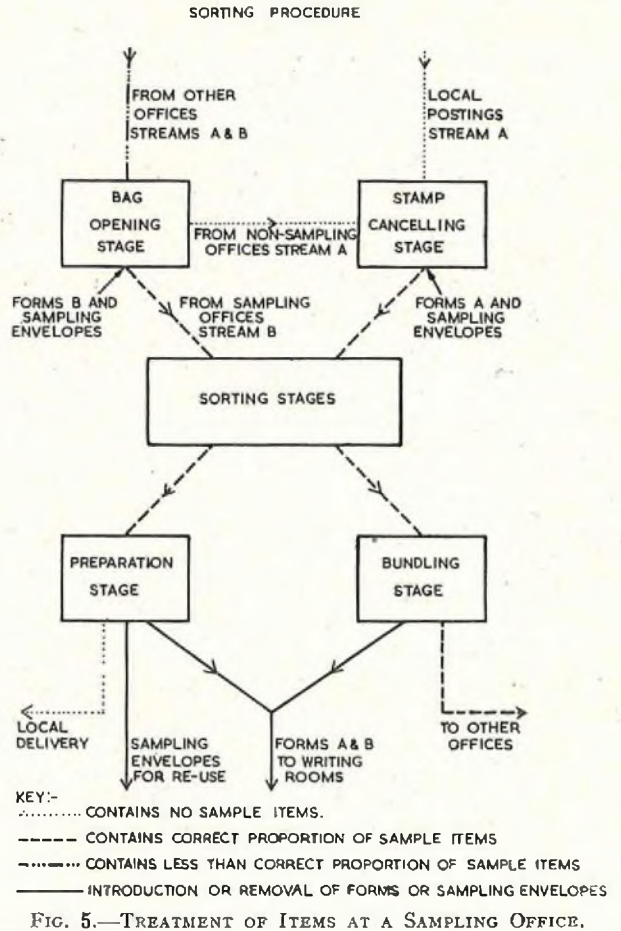 SORTING PROCEDURE
FROM OTHER
OFFICES
STREAMS A & B
LOCAL
POSTINGS
STREAM A
BAG
OPENING
STAGE
STAMP
CANCELLING
STAGE
FROM NON-SAMPLING
OFFICES STREAM A
FORMS B AND
SAMPLING
ENVELOPES
FROM SAMPLING
OFFICES
STREAM B
FORMS A AND
SAMPLING
ENVELOPES
SORTING STAGES
PREPARATION
STAGE
BUNDLING
STAGE
LOCAL
DELIVERY
SAMPLING
ENVELOPES
FOR RE-USE
FORMS A & B
TO WRITING
ROOMS
TO OTHER
OFFICES
KEY:-
CONTAINS NO SAMPLE ITEMS.
CONTAINS CORRECT PROPORTION OF SAMPLE ITEMS
CONTAINS LESS THAN CORRECT PROPORTION OF SAMPLE ITEMS
INTRODUCTION OR REMOVAL OF FORMS OR SAMPLING ENVELOPES
FIG. 5.—TREATMENT OF ITEMS AT A SAMPLING OFFICE.